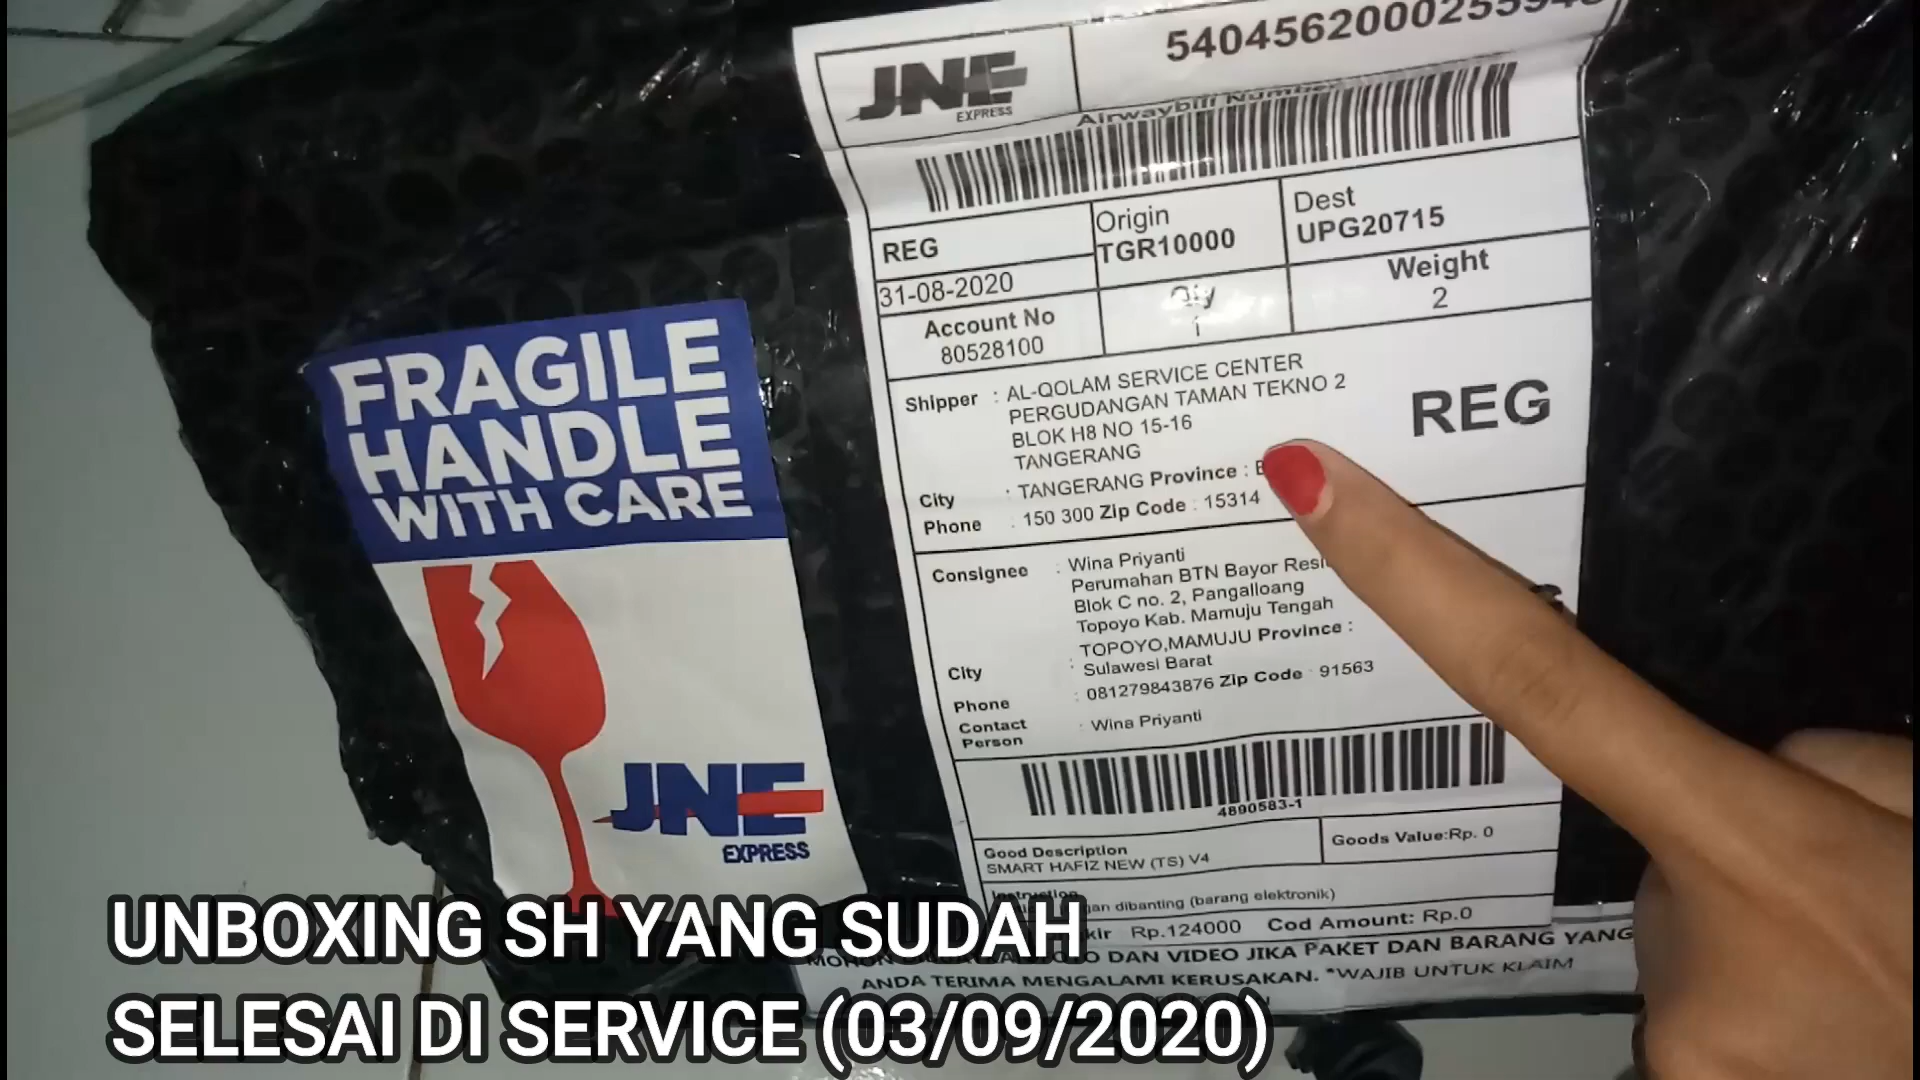 JNE
EXPRESS
Airwaybill Number
REG
Origin
TGR10000
Dest
UPG20715
31-08-2020
Account No
80528100
Qty
1
Weight
2
Shipper : AL-QOLAM SERVICE CENTER
PERGUDANGAN TAMAN TEKNO 2
BLOK H8 NO 15-16
TANGERANG
REG
City : TANGERANG Province :
Phone : 150 300 Zip Code : 15314
Consignee : Wina Priyanti
Perumahan BTN Bayor
Blok C no. 2, Pangalloang
Topoyo Kab. Mamuju Tengah
City : TOPOYO,MAMUJU Province :
Sulawesi Barat
Phone : 081279843876 Zip Code : 91563
Contact Person : Wina Priyanti
4890583-1
Good Description
SMART HAFIZ NEW (TS) V4
Goods Value:Rp. 0
Instruction
dibanting (barang elektronik)
Rp.124000 Cod Amount: Rp.0
DAN VIDEO JIKA PAKET DAN BARANG YANG
ANDA TERIMA MENGALAMI KERUSAKAN. *WAJIB UNTUK KLAIM
FRAGILE
HANDLE
WITH CARE
JNE
EXPRESS
UNBOXING SH YANG SUDAH
SELESAI DI SERVICE (03/09/2020)